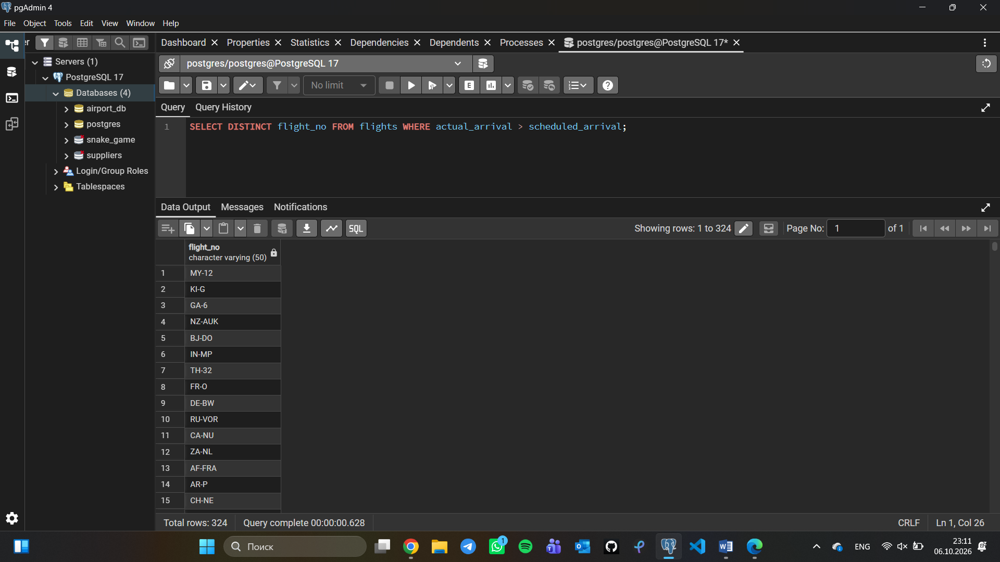 pgAdmin 4
File Object Tools Edit View Window Help
er
Dashboard Properties Statistics Dependencies Dependents Processes postgres/postgres@PostgreSQL 17*
Servers (1)
PostgreSQL 17
Databases (4)
airport_db
postgres
snake_game
suppliers
Login/Group Roles
Tablespaces
postgres/postgres@PostgreSQL 17
No limit
E
Query Query History
1 SELECT DISTINCT flight_no FROM flights WHERE actual_arrival > scheduled_arrival;
Data Output Messages Notifications
SQL
Showing rows: 1 to 324 Page No: 1 of 1
flight_no
character varying (50)
1 MY-12
2 KI-G
3 GA-6
4 NZ-AUK
5 BJ-DO
6 IN-MP
7 TH-32
8 FR-O
9 DE-BW
10 RU-VOR
11 CA-NU
12 ZA-NL
13 AF-FRA
14 AR-P
15 CH-NE
Total rows: 324 Query complete 00:00:00.628 CRLF Ln 1, Col 26
Поиск
1
ENG
23:11
06.10.2026